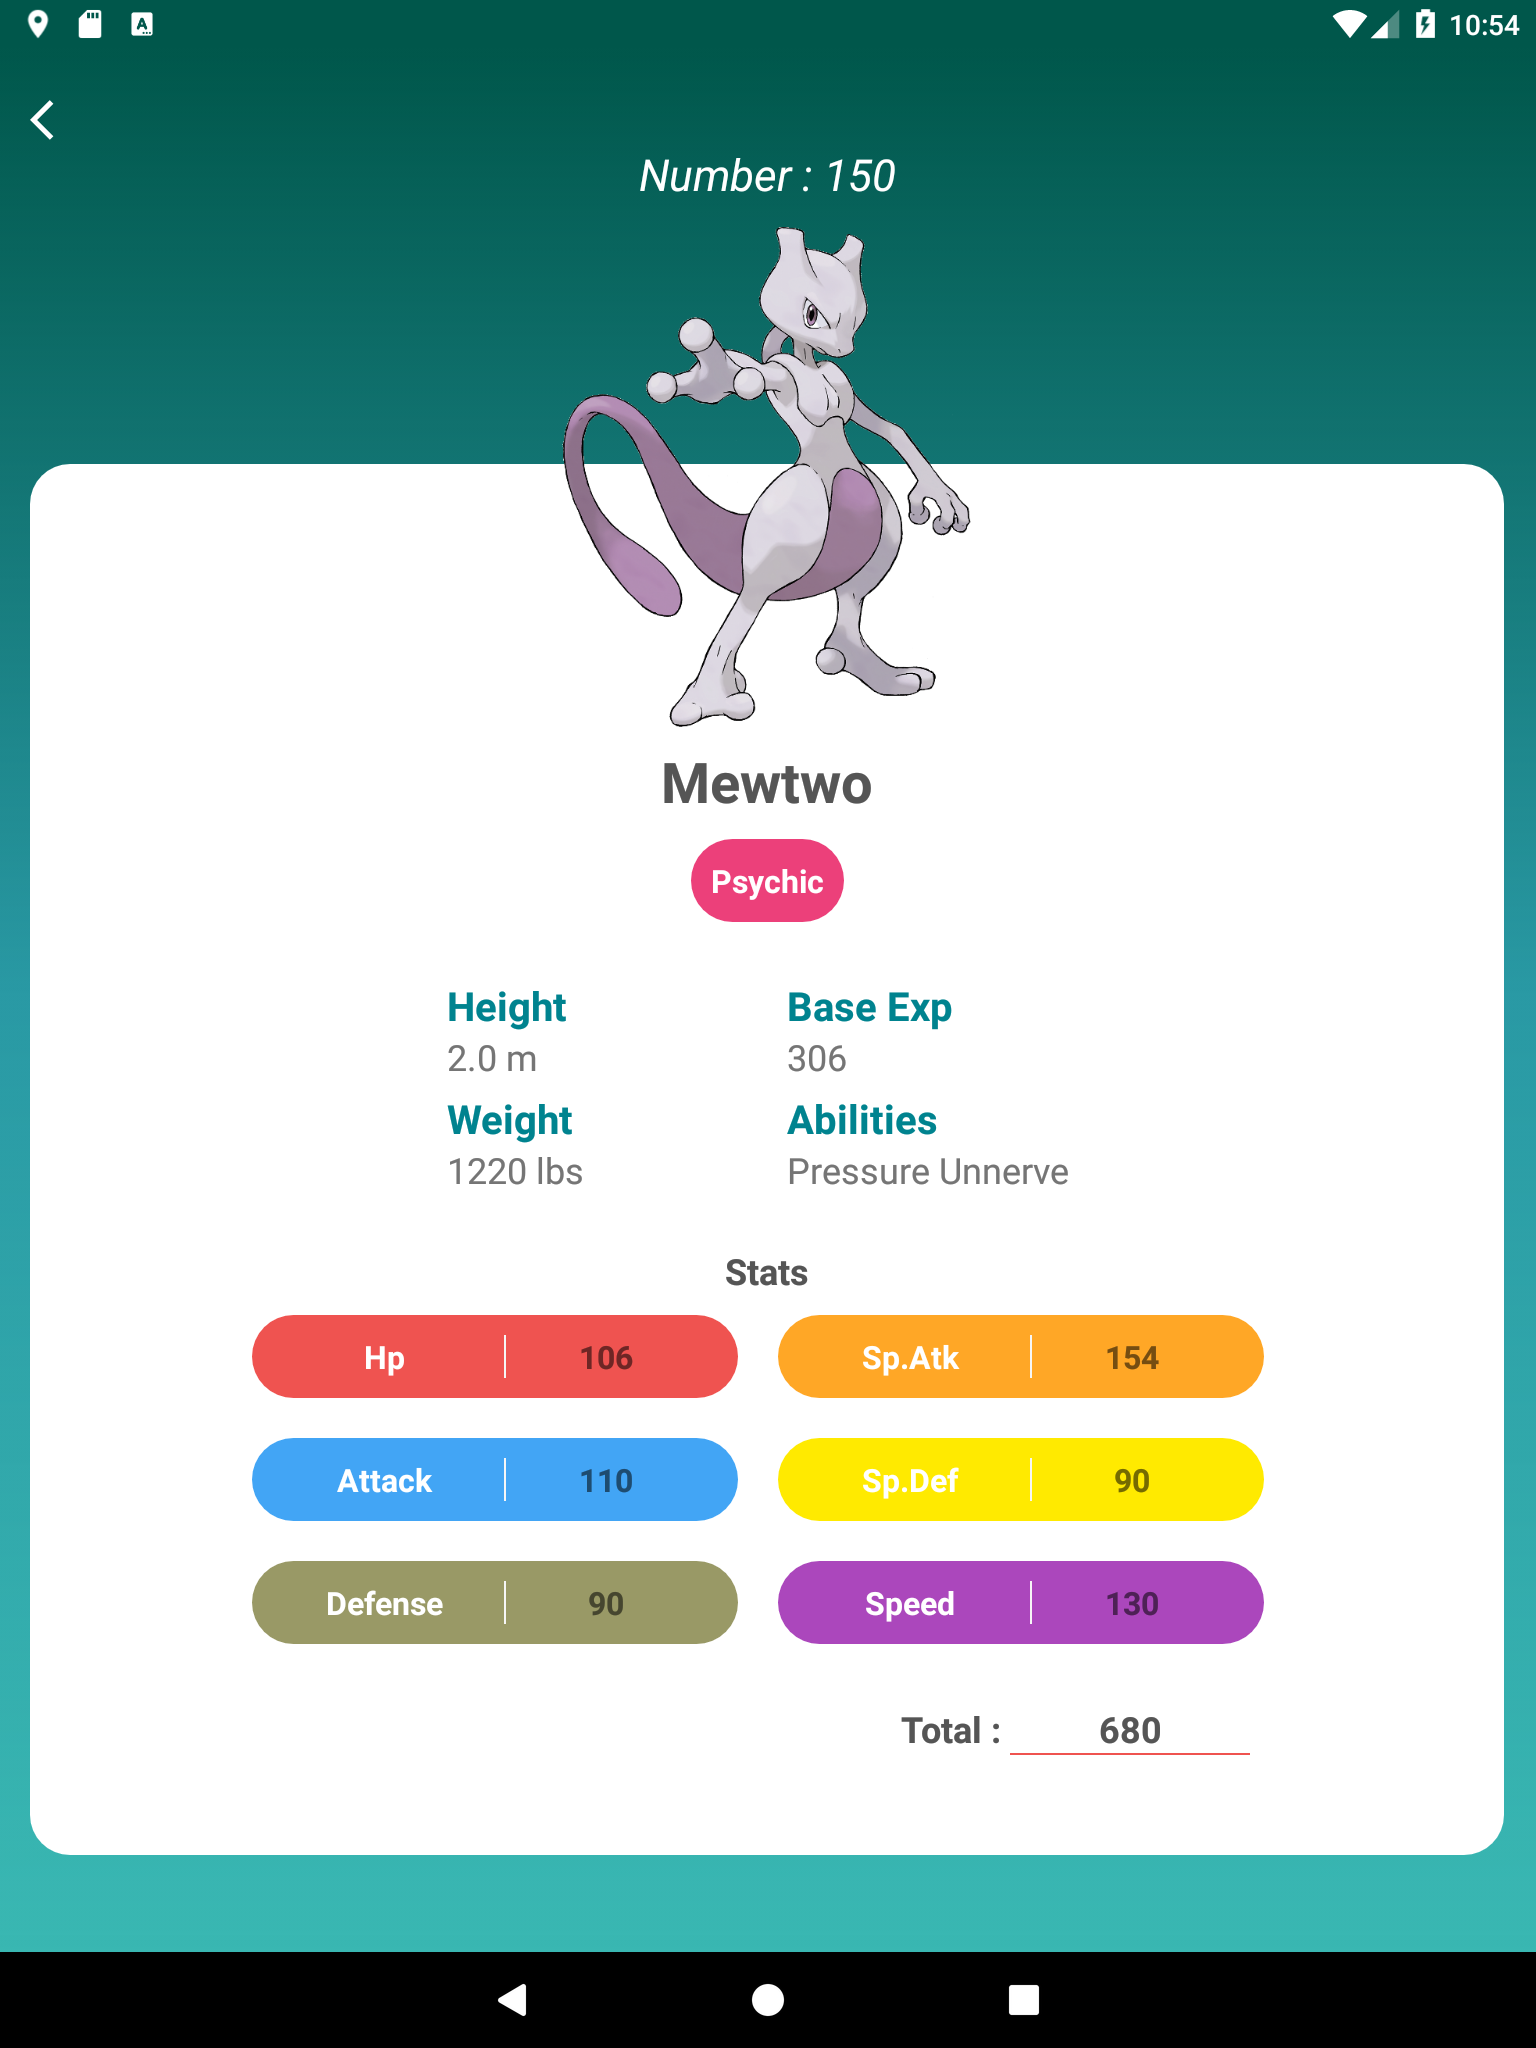 10:54
Number : 150
Mewtwo
Psychic
Height
2.0 m
Base Exp
306
Weight
1220 lbs
Abilities
Pressure Unnerve
Stats
Hp 106
Sp.Atk 154
Attack 110
Sp.Def 90
Defense 90
Speed 130
Total : 680